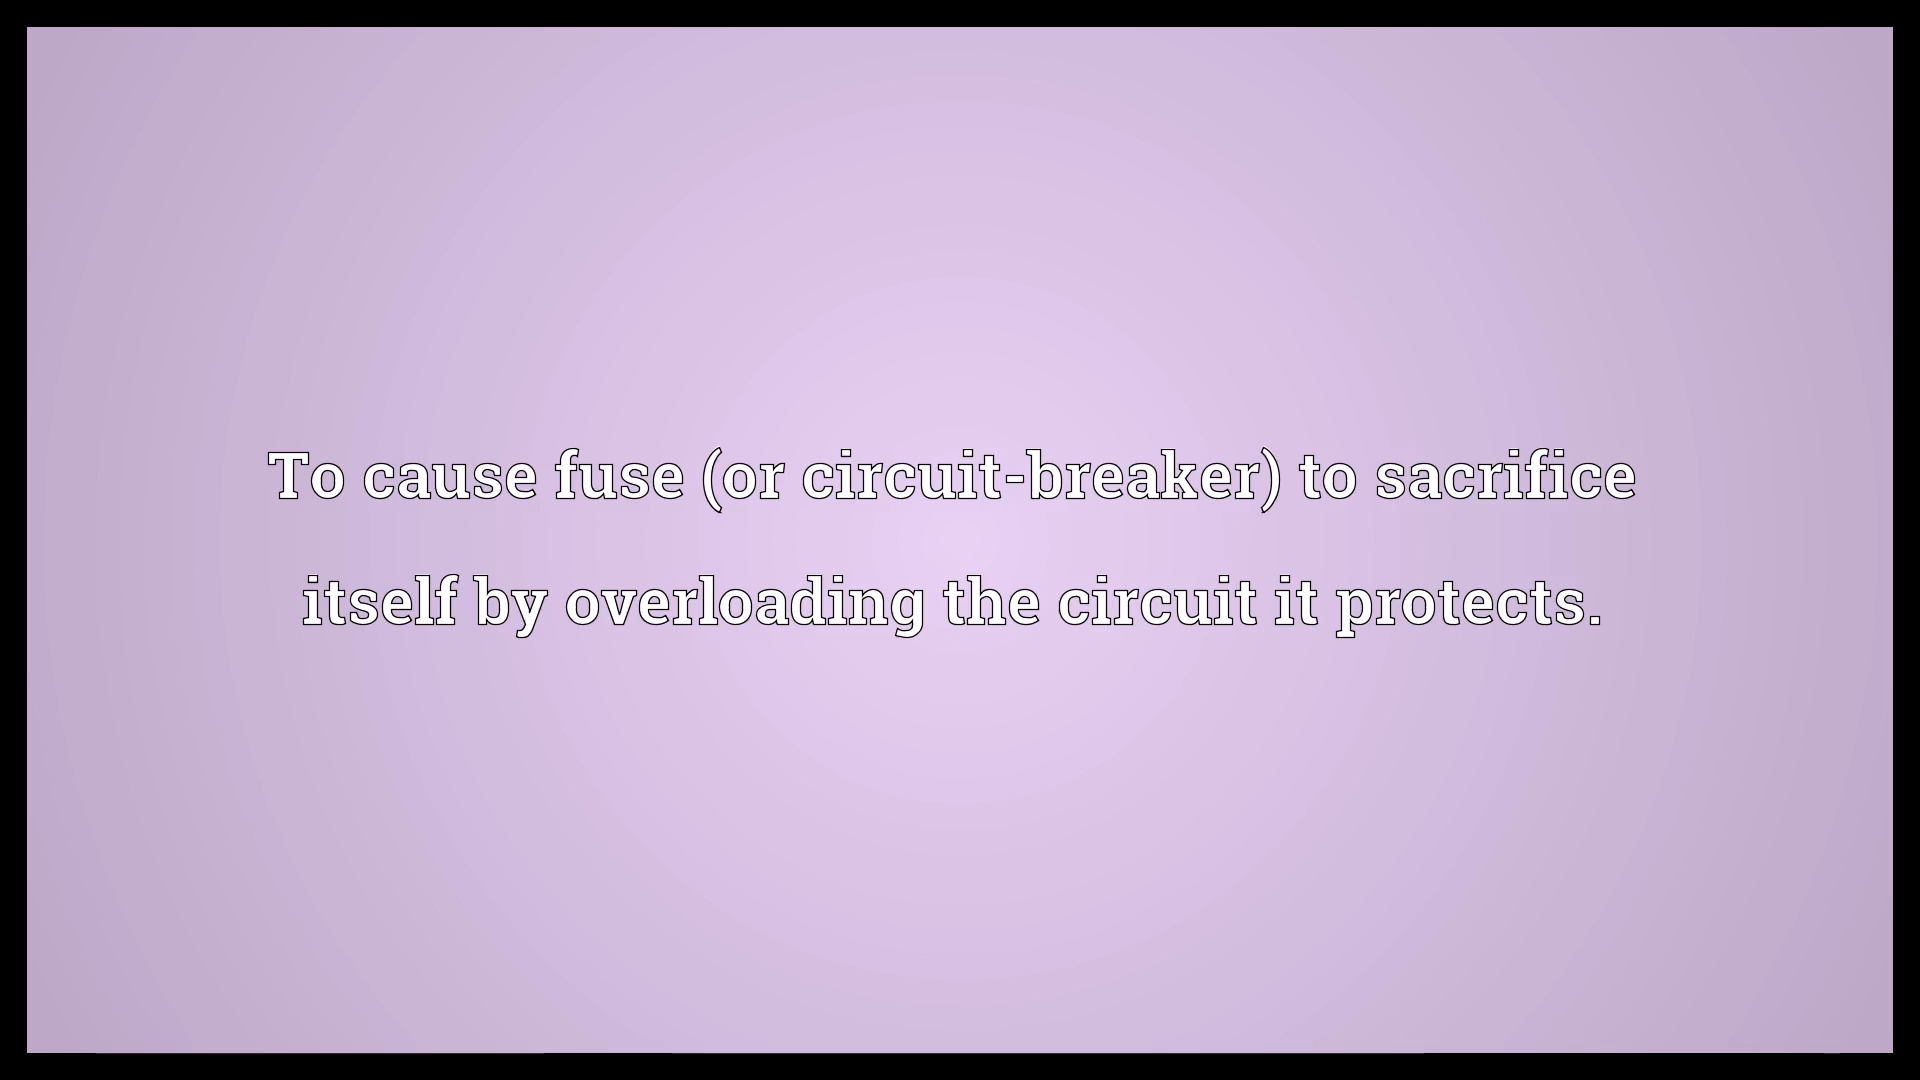 To cause fuse (or circuit-breaker) to sacrifice
itself by overloading the circuit it protects.